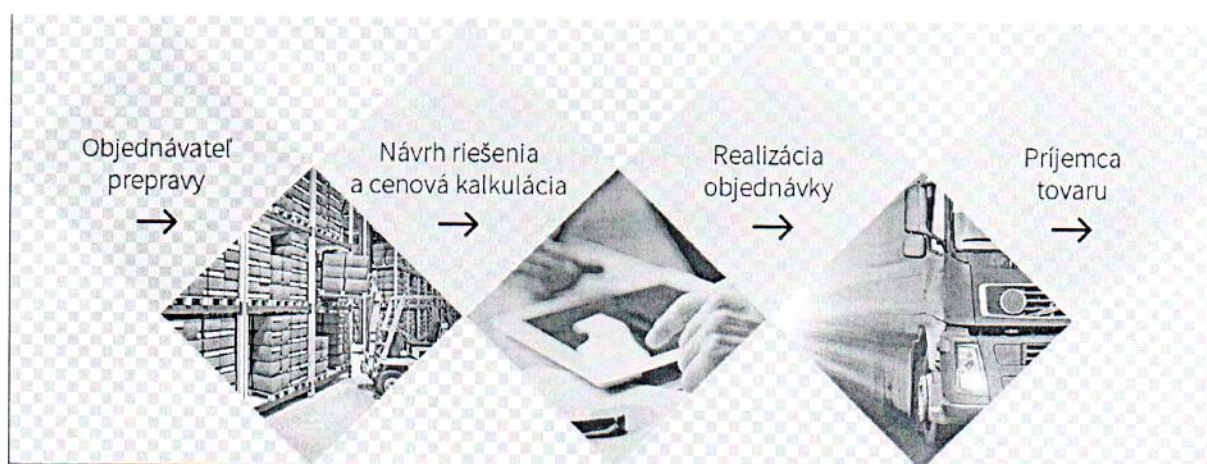 Objednávateľ
prepravy
→
Návrh riešenia
a cenová kalkulácia
→
Realizácia
objednávky
→
Príjemca
tovaru
→